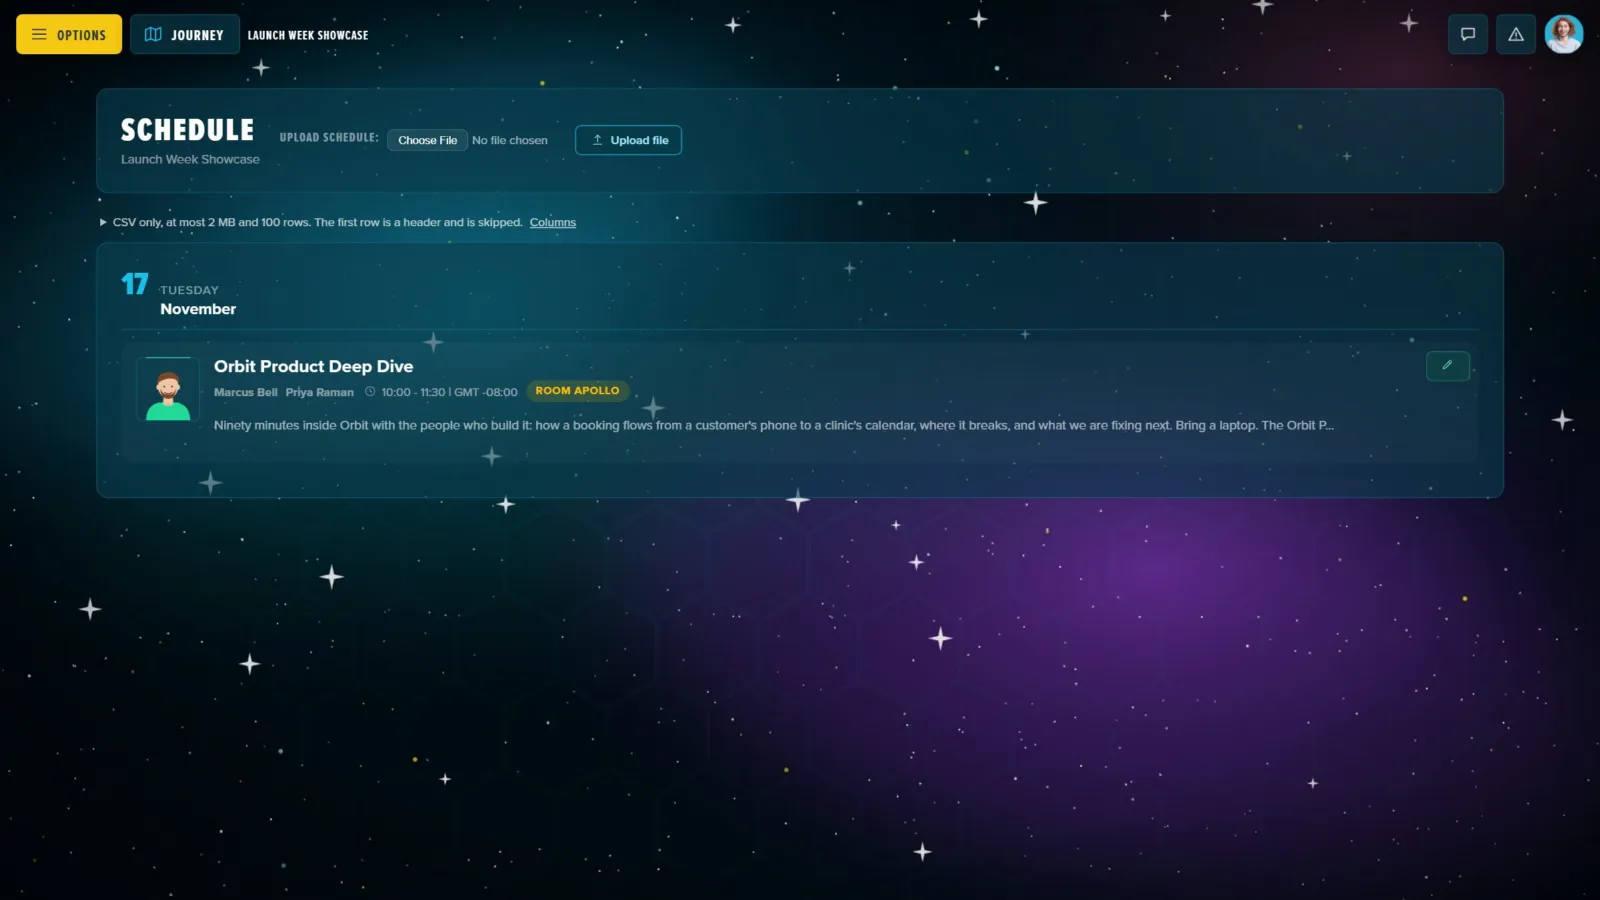 OPTIONS
JOURNEY
LAUNCH WEEK SHOWCASE
SCHEDULE
Launch Week Showcase
UPLOAD SCHEDULE:
Choose File No file chosen
Upload file
CSV only, at most 2 MB and 100 rows. The first row is a header and is skipped. Columns
17
TUESDAY
November
Orbit Product Deep Dive
Marcus Bell Priya Raman 10:00 - 11:30 | GMT -08:00 ROOM APOLLO
Ninety minutes inside Orbit with the people who build it: how a booking flows from a customer's phone to a clinic's calendar, where it breaks, and what we are fixing next. Bring a laptop. The Orbit P...